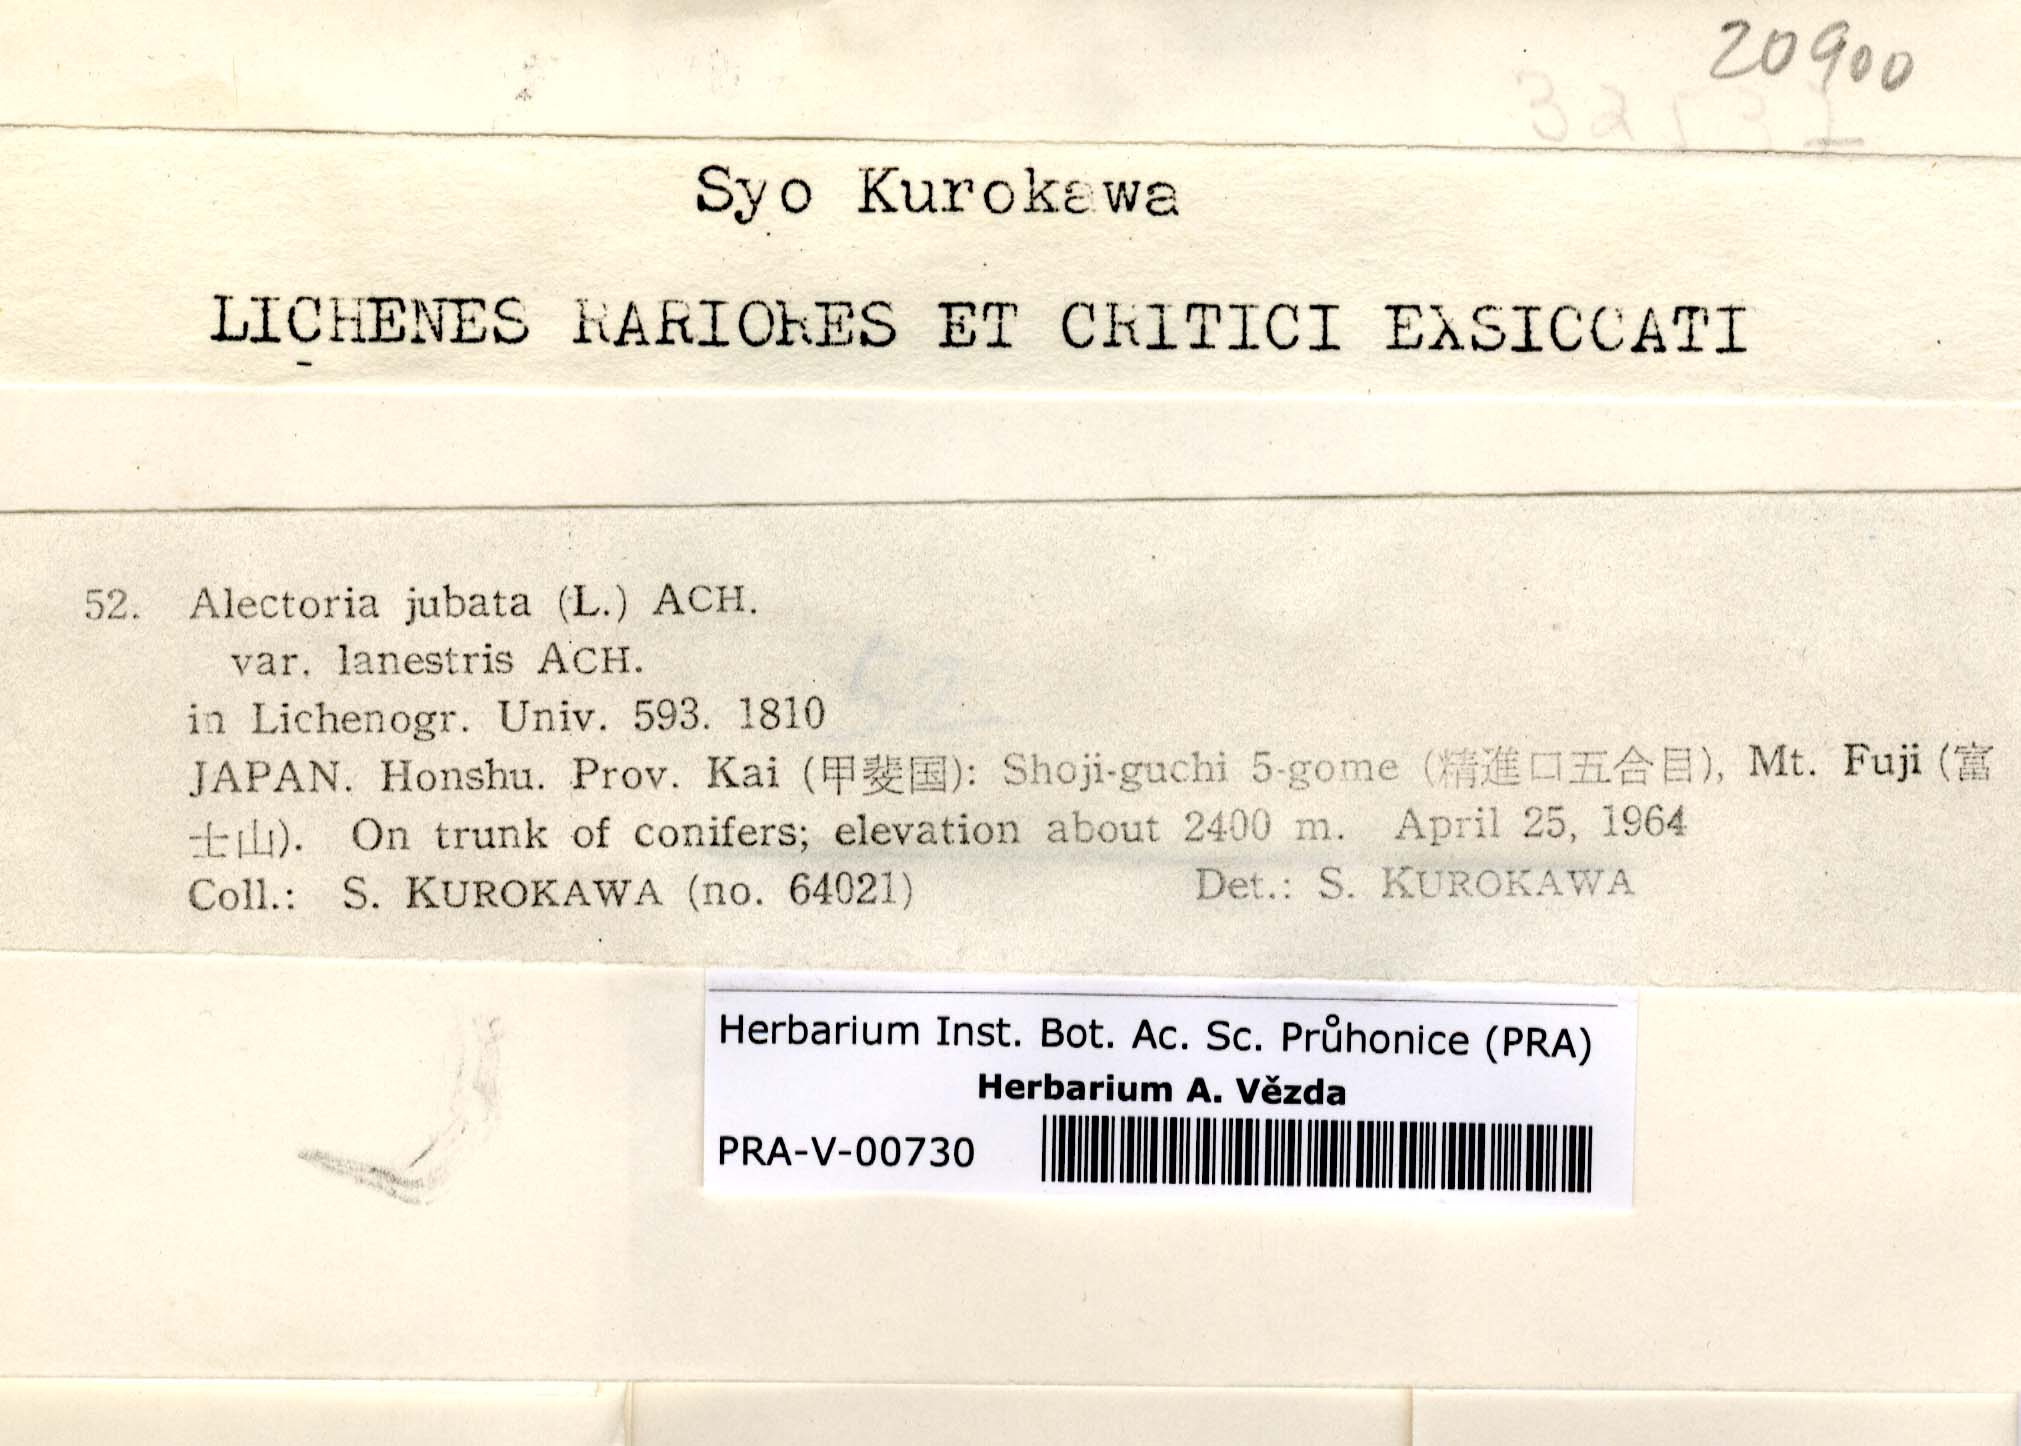 20900
Syo Kurokawa
LICHENES RARIORES ET CRITICI EXSICCATI
52. Alectoria jubata (L.) ACH.
var. lanestris ACH.
in Lichenogr. Univ. 593. 1810
JAPAN. Honshu. Prov. Kai (甲斐国): Shoji-guchi 5-gome (精進口五合目), Mt. Fuji (富
士山). On trunk of conifers; elevation about 2400 m. April 25, 1964
Coll.: S. KUROKAWA (no. 64021) Det.: S. KUROKAWA
Herbarium Inst. Bot. Ac. Sc. Průhonice (PRA)
Herbarium A. Vězda
PRA-V-00730